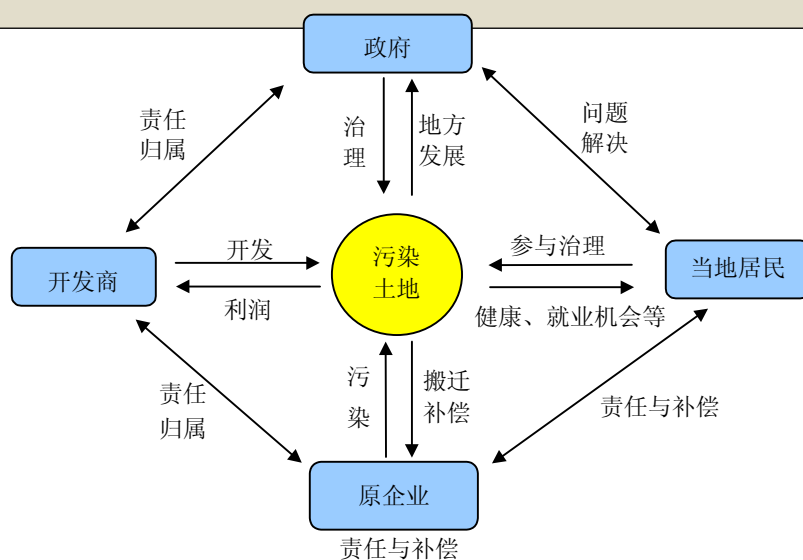 政府
责任
归属
治
理
地方
发展
问题
解决
开发商
开发
利润
污染
土地
参与治理
健康、就业机会等
当地居民
责任
归属
污
染
搬迁
补偿
责任与补偿
原企业
责任与补偿